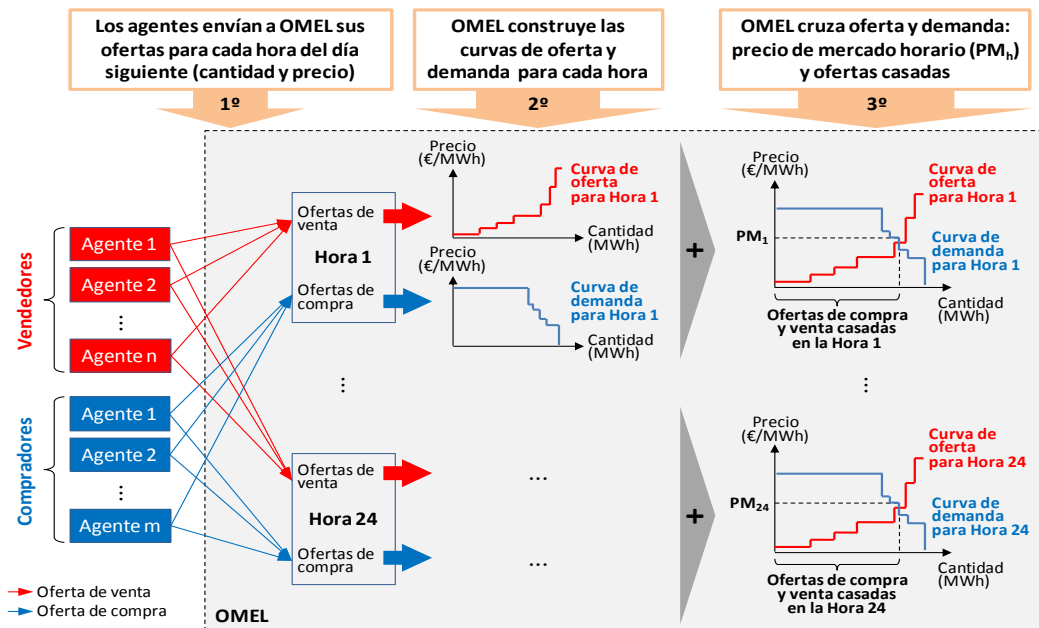 Los agentes envían a OMEL sus
ofertas para cada hora del día
siguiente (cantidad y precio)
1º
OMEL construye las
curvas de oferta y
demanda para cada hora
2º
OMEL cruza oferta y demanda:
precio de mercado horario (PMh)
y ofertas casadas
3º
Vendedores
Agente 1
Agente 2
...
Agente n
Compradores
Agente 1
Agente 2
...
Agente m
Ofertas de
venta
Hora 1
Ofertas de
compra
...
Ofertas de
venta
Hora 24
Ofertas de
compra
Precio
(€/MWh)
Curva de
oferta
para Hora 1
Cantidad
(MWh)
Precio
(€/MWh)
Curva de
demanda
para Hora 1
Cantidad
(MWh)
...
...
+
+
Precio
(€/MWh)
Curva de
oferta
para Hora 1
PM1
Curva de
demanda
para Hora 1
Cantidad
(MWh)
Ofertas de compra
y venta casadas
en la Hora 1
...
Precio
(€/MWh)
Curva de
oferta
para Hora 24
PM24
Curva de
demanda
para Hora 24
Cantidad
(MWh)
Ofertas de compra
y venta casadas
en la Hora 24
Oferta de venta
Oferta de compra
OMEL